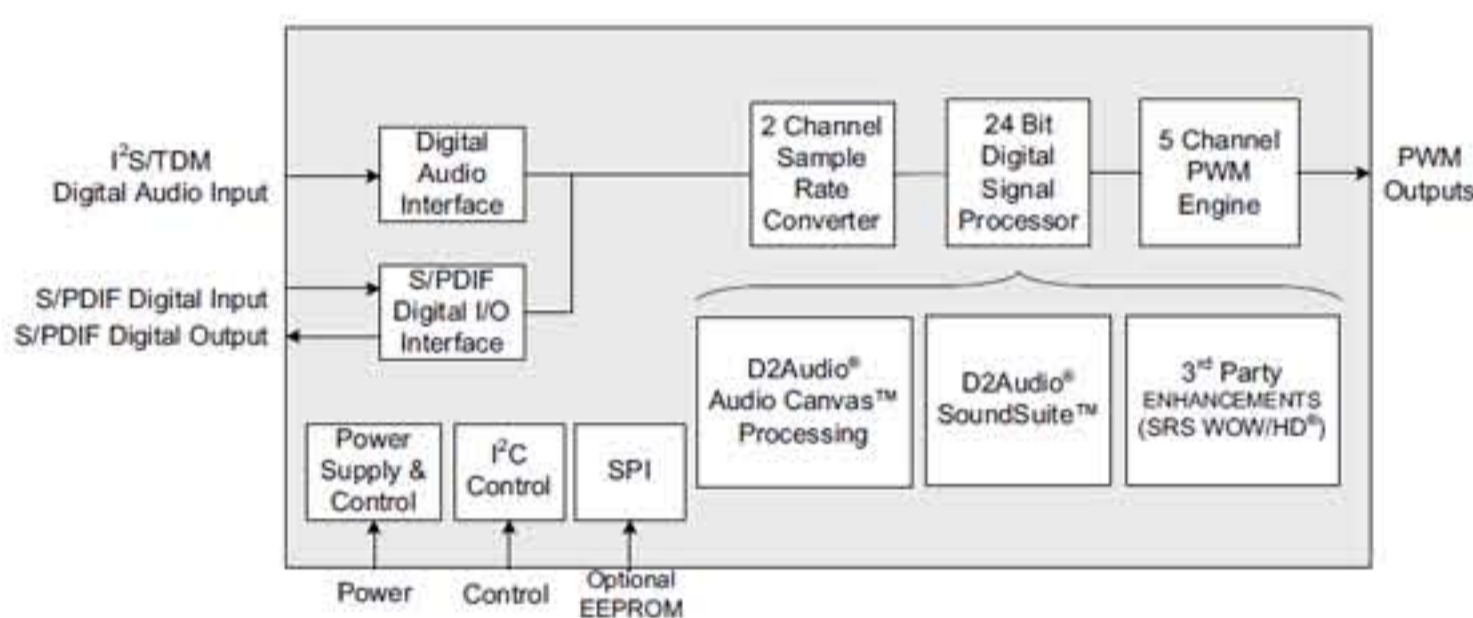 I²S/TDM
Digital Audio Input
Digital
Audio
Interface
2 Channel
Sample
Rate
Converter
24 Bit
Digital
Signal
Processor
5 Channel
PWM
Engine
PWM
Outputs
S/PDIF Digital Input
S/PDIF Digital Output
S/PDIF
Digital I/O
Interface
D2Audio®
Audio Canvas™
Processing
D2Audio®
SoundSuite™
3rd Party
ENHANCEMENTS
(SRS WOW/HD®)
Power
Supply &
Control
I²C
Control
SPI
Power
Control
Optional
EEPROM